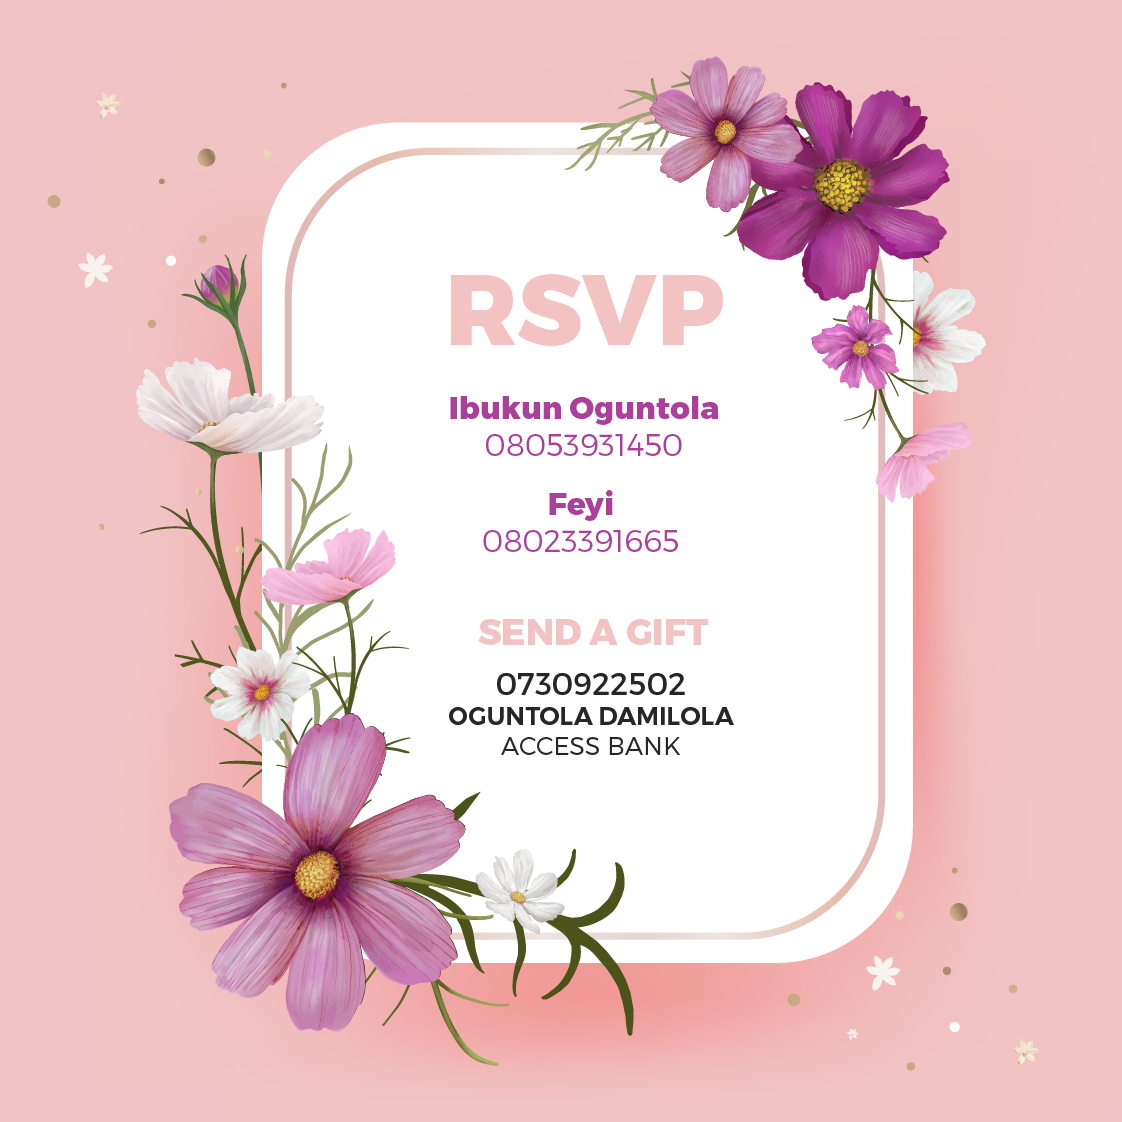 RSVP
Ibukun Oguntola
08053931450
Feyi
08023391665
SEND A GIFT
0730922502
OGUNTOLA DAMILOLA
ACCESS BANK